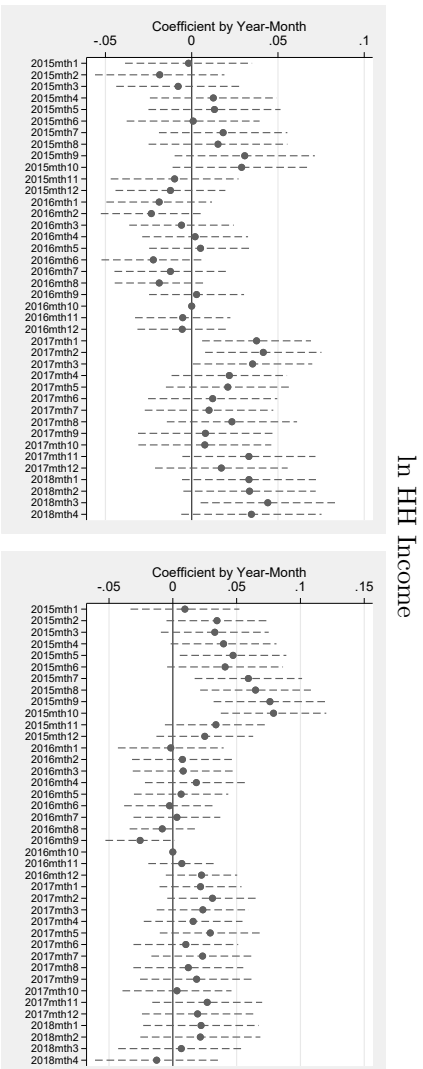 Coefficient by Year-Month
-.05 0 .05 .1
2015mth1
2015mth2
2015mth3
2015mth4
2015mth5
2015mth6
2015mth7
2015mth8
2015mth9
2015mth10
2015mth11
2015mth12
2016mth1
2016mth2
2016mth3
2016mth4
2016mth5
2016mth6
2016mth7
2016mth8
2016mth9
2016mth10
2016mth11
2016mth12
2017mth1
2017mth2
2017mth3
2017mth4
2017mth5
2017mth6
2017mth7
2017mth8
2017mth9
2017mth10
2017mth11
2017mth12
2018mth1
2018mth2
2018mth3
2018mth4
ln HH Income
Coefficient by Year-Month
-.05 0 .05 .1 .15
2015mth1
2015mth2
2015mth3
2015mth4
2015mth5
2015mth6
2015mth7
2015mth8
2015mth9
2015mth10
2015mth11
2015mth12
2016mth1
2016mth2
2016mth3
2016mth4
2016mth5
2016mth6
2016mth7
2016mth8
2016mth9
2016mth10
2016mth11
2016mth12
2017mth1
2017mth2
2017mth3
2017mth4
2017mth5
2017mth6
2017mth7
2017mth8
2017mth9
2017mth10
2017mth11
2017mth12
2018mth1
2018mth2
2018mth3
2018mth4